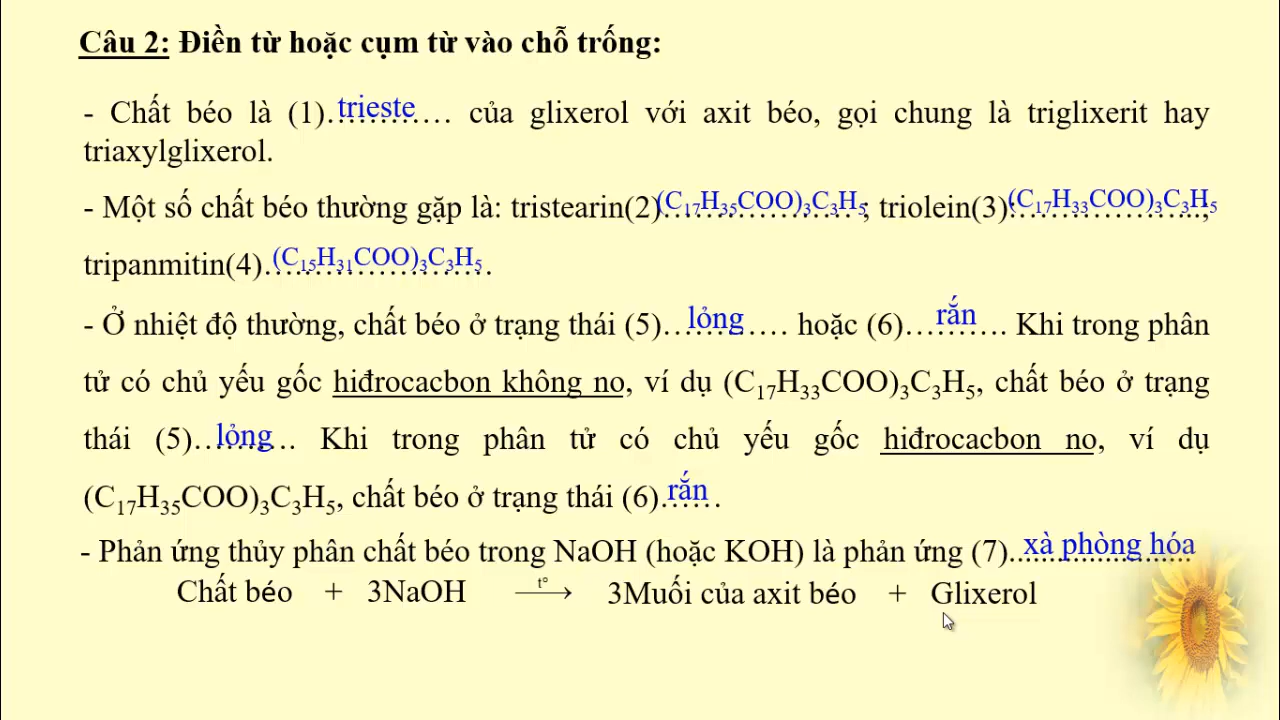 Câu 2: Điền từ hoặc cụm từ vào chỗ trống:
- Chất béo là (1)…trieste……… của glixerol với axit béo, gọi chung là triglixerit hay
triaxylglixerol.
- Một số chất béo thường gặp là: tristearin(2)(C₁₇H₃₅COO)₃C₃H₅; triolein(3):(C₁₇H₃₃COO)₃C₃H₅;
tripanmitin(4)(C₁₅H₃₁COO)₃C₃H₅.
- Ở nhiệt độ thường, chất béo ở trạng thái (5)…lỏng…… hoặc (6)…rắn…. Khi trong phân
tử có chủ yếu gốc hiđrocacbon không no, ví dụ (C₁₇H₃₃COO)₃C₃H₅, chất béo ở trạng
thái (5)…lỏng….. Khi trong phân tử có chủ yếu gốc hiđrocacbon no, ví dụ
(C₁₇H₃₅COO)₃C₃H₅, chất béo ở trạng thái (6)rắn…….
- Phản ứng thủy phân chất béo trong NaOH (hoặc KOH) là phản ứng (7)..xà phòng hóa
Chất béo + 3NaOH t° ⟶ 3Muối của axit béo + Glixerol